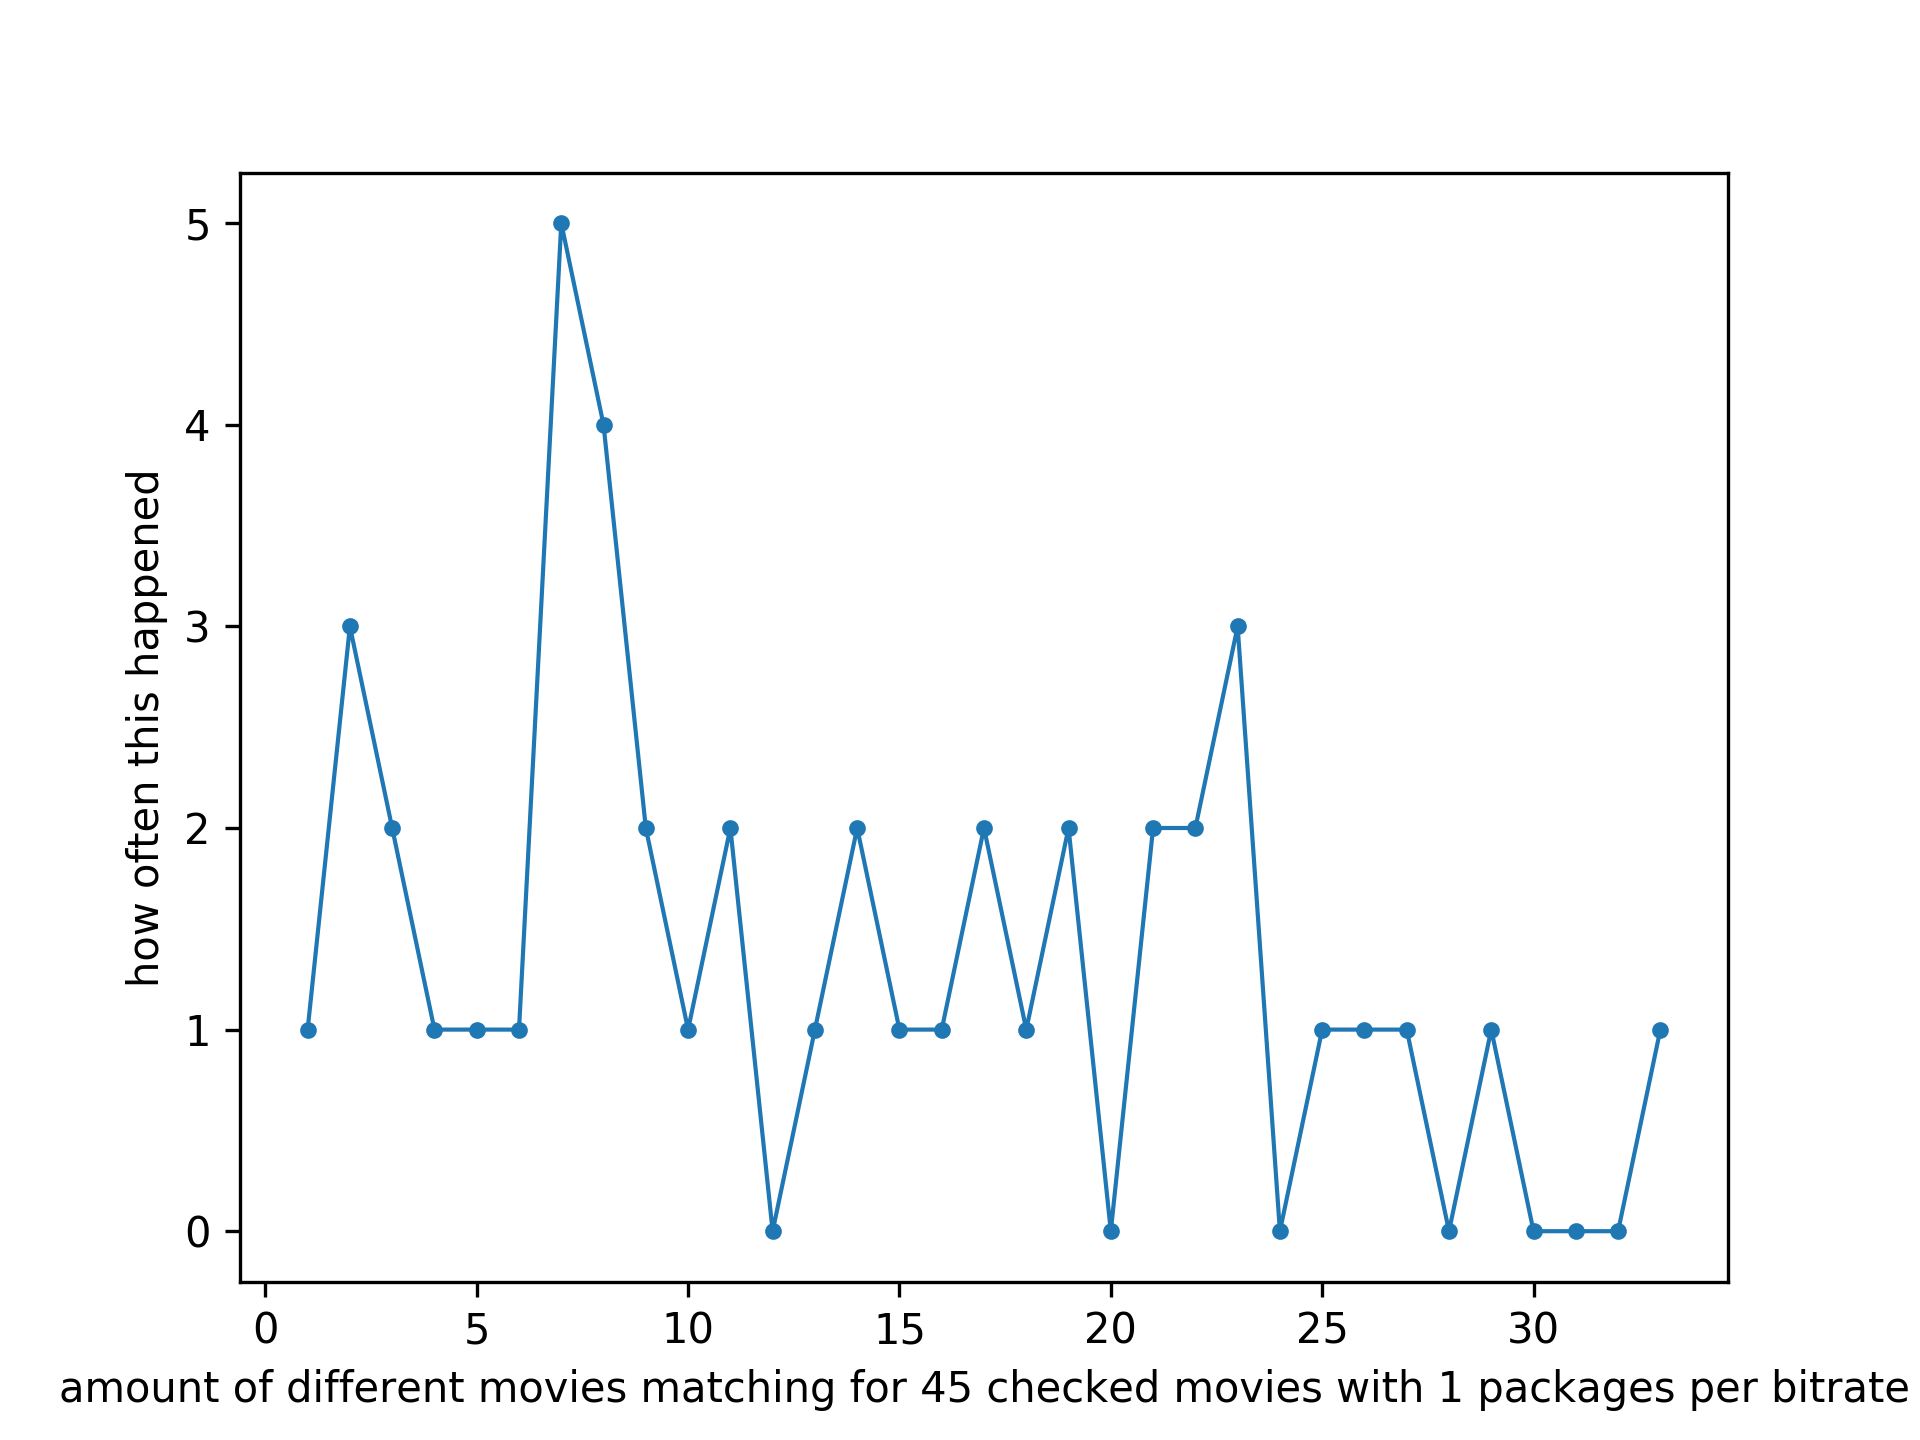 how often this happened
5
4
3
2
1
0
0 5 10 15 20 25 30
amount of different movies matching for 45 checked movies with 1 packages per bitrate